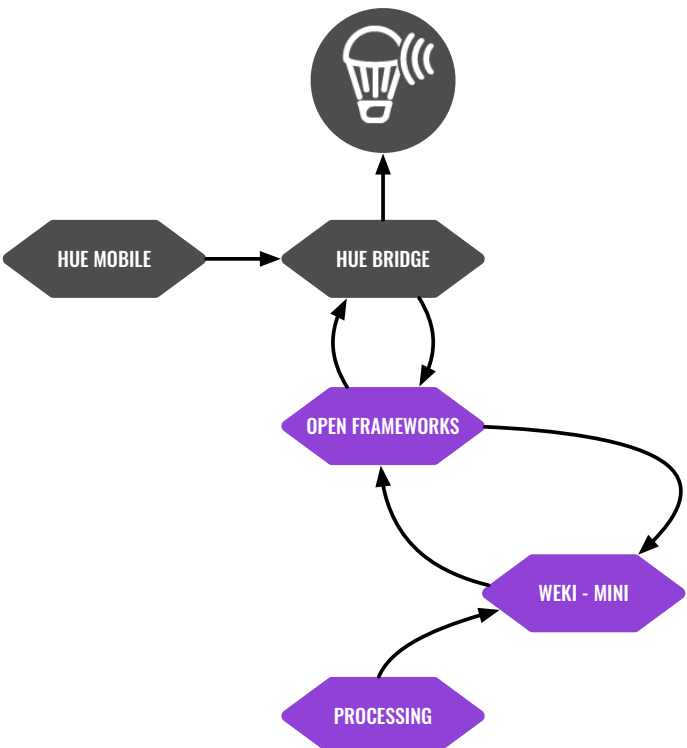 HUE MOBILE
HUE BRIDGE
OPEN FRAMEWORKS
WEKI - MINI
PROCESSING